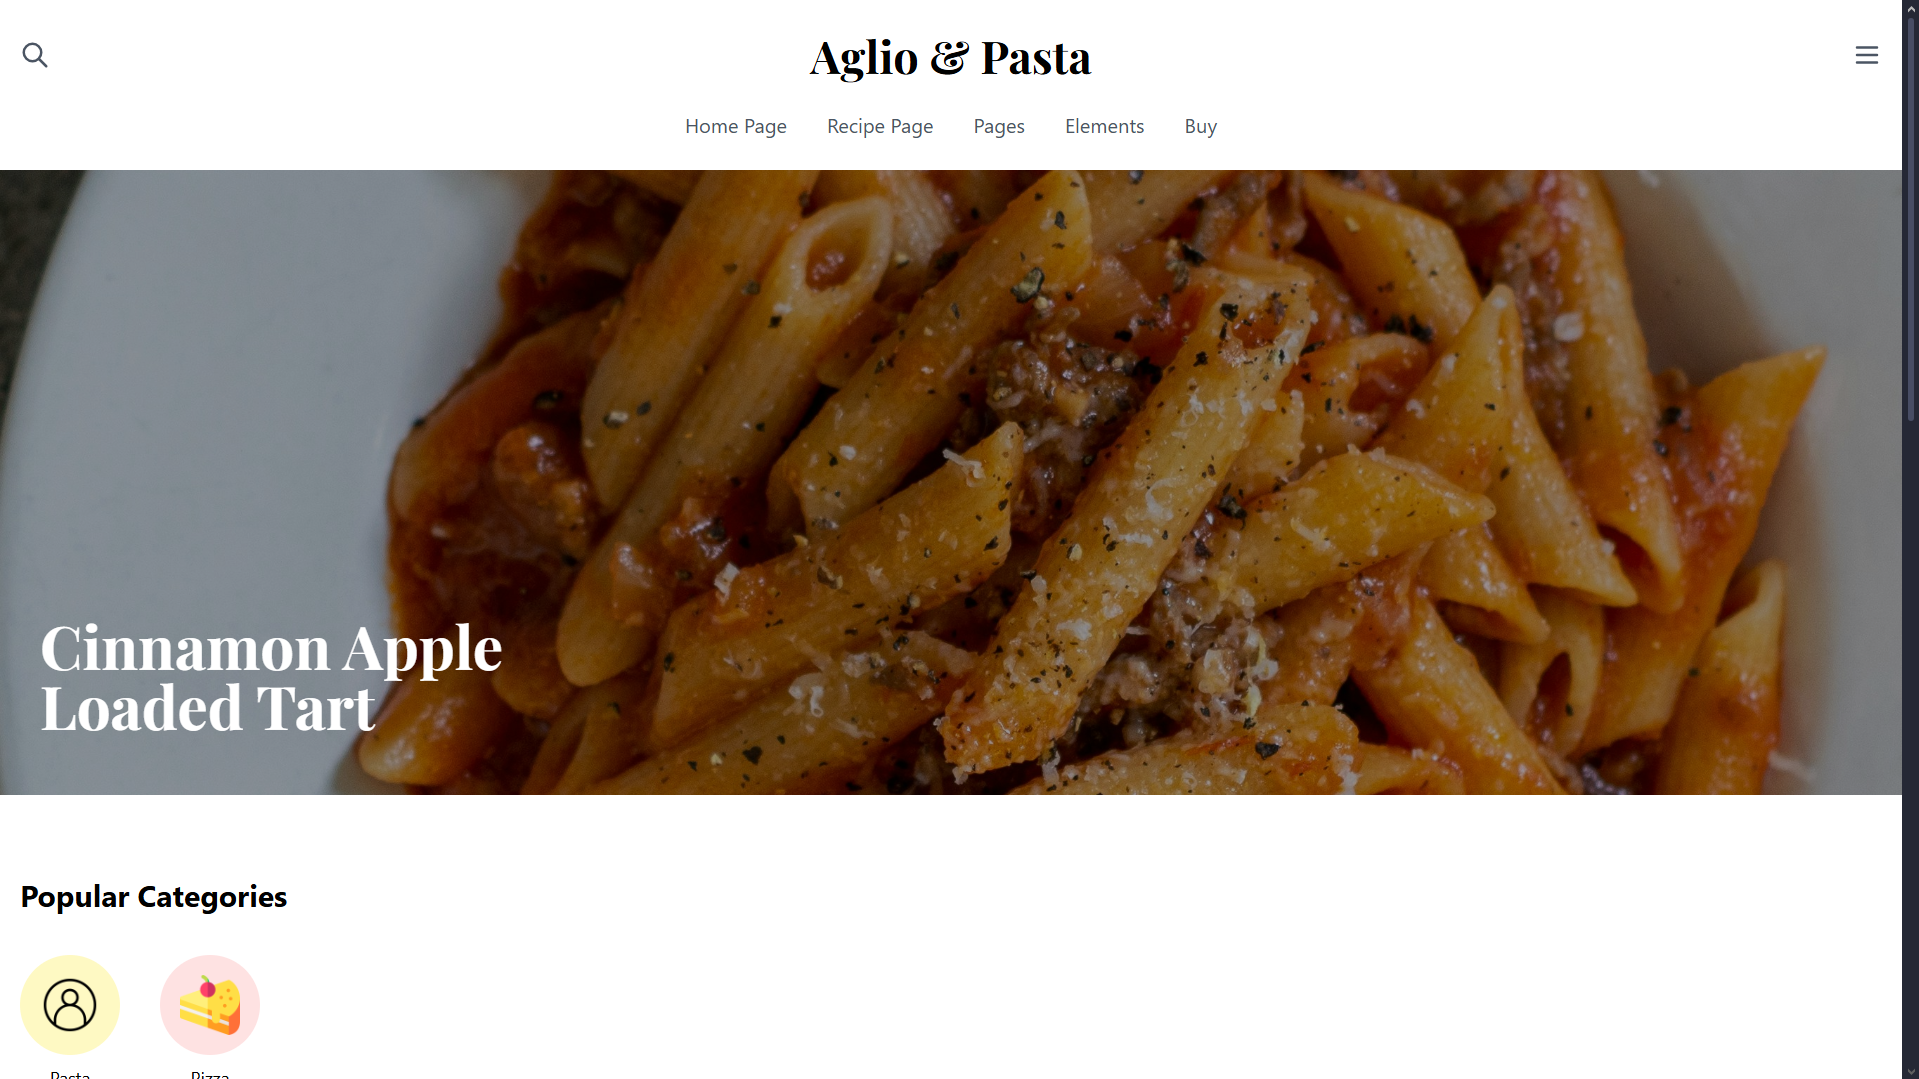 Aglio & Pasta
Home Page Recipe Page Pages Elements Buy
Cinnamon Apple
Loaded Tart
Popular Categories
Pasta Pizza